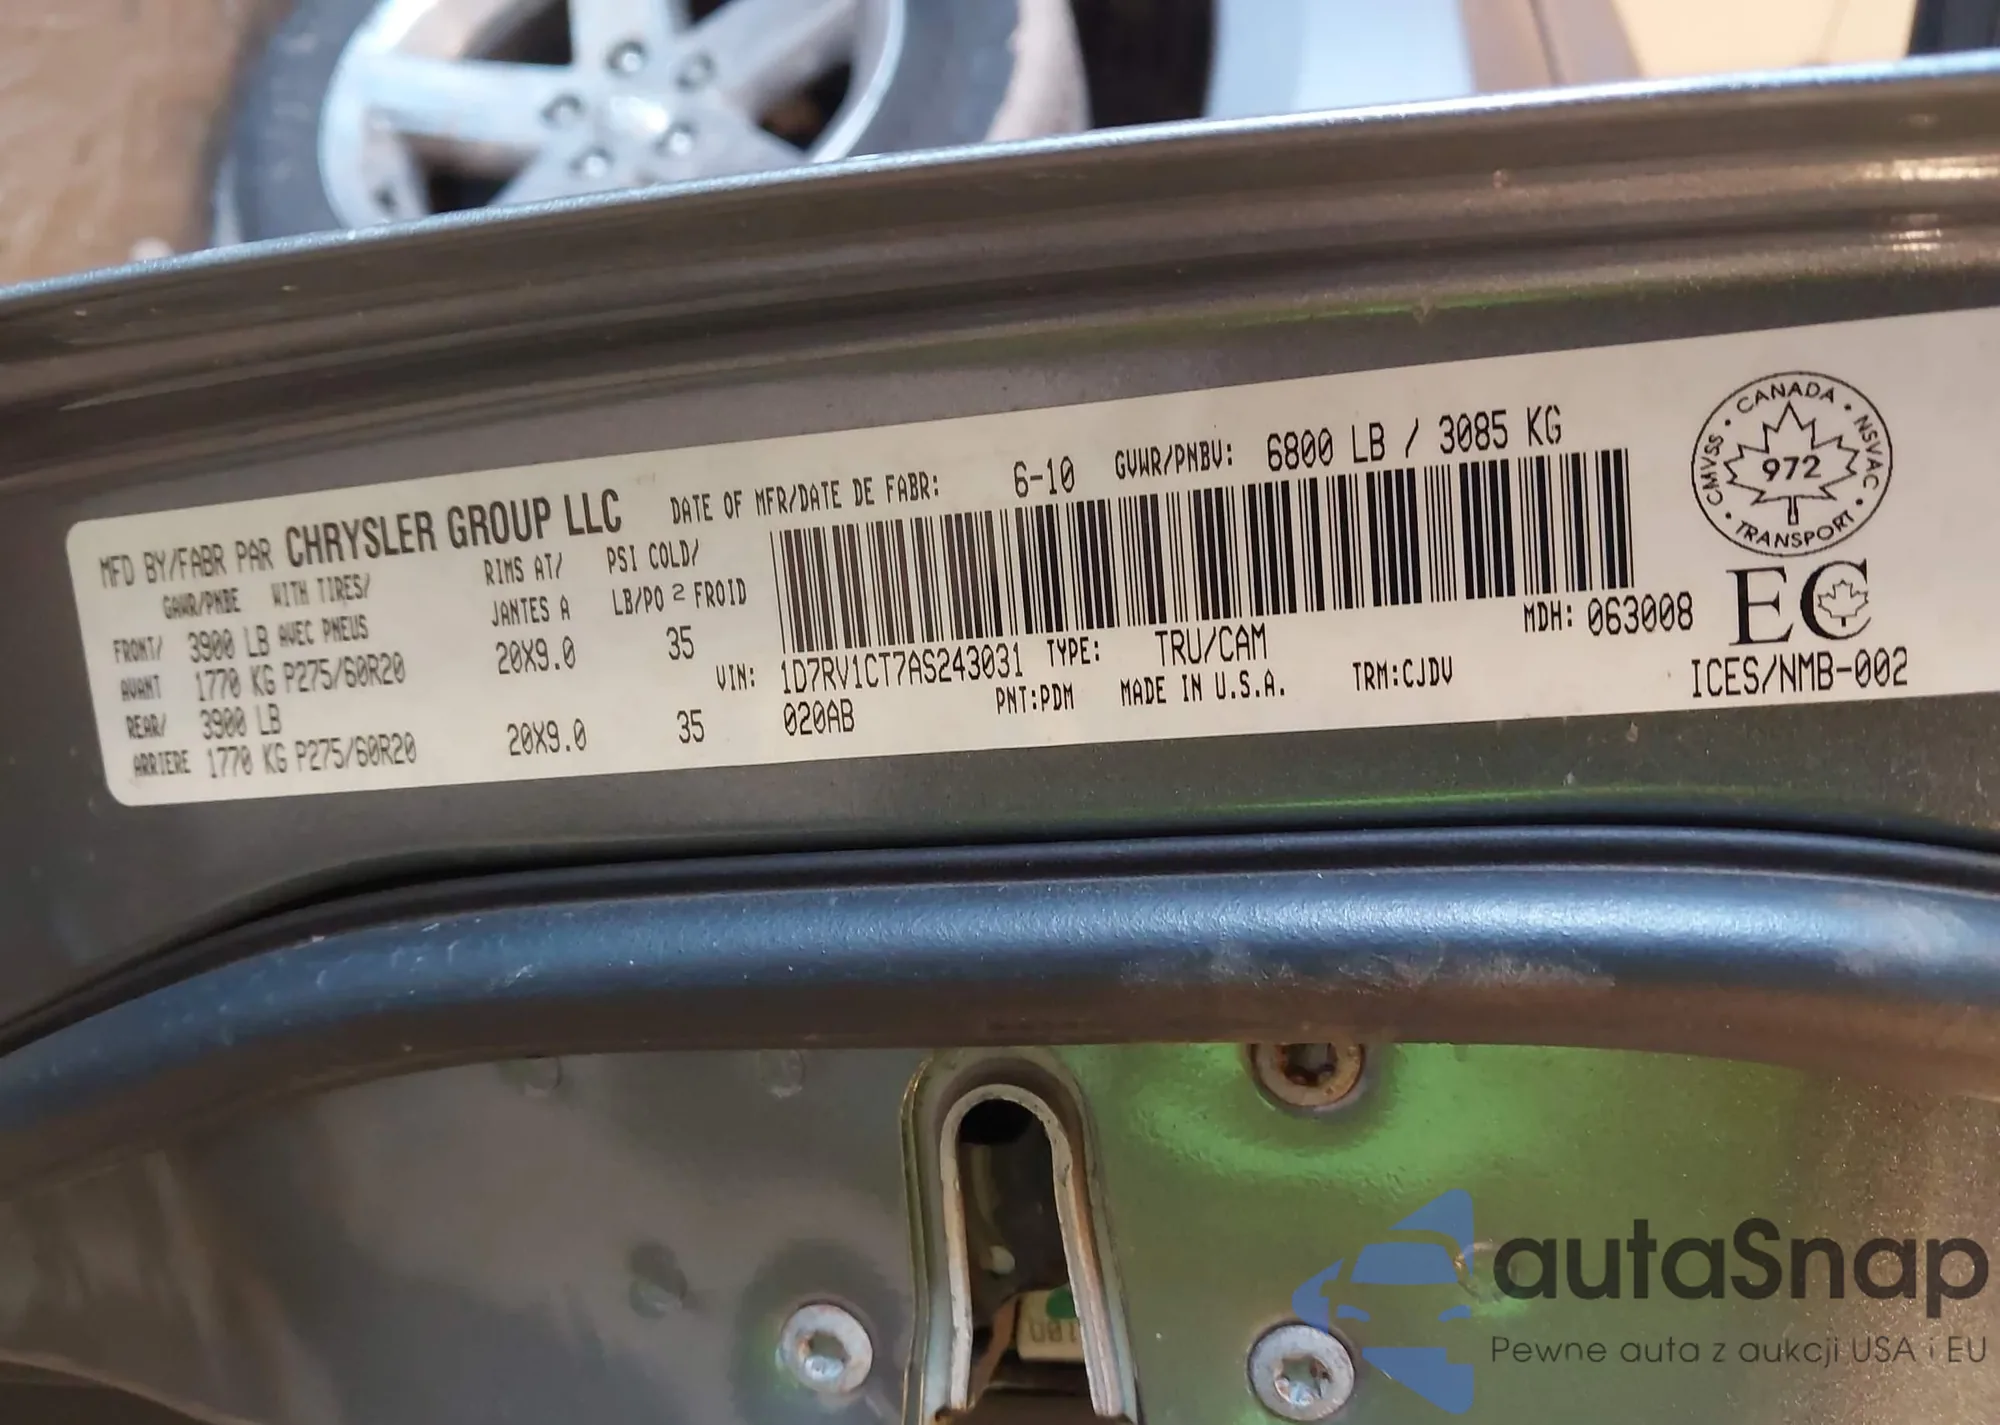 MFD BY/FABR PAR CHRYSLER GROUP LLC DATE OF MFR/DATE DE FABR: 6-10 GVWR/PNBV: 6800 LB / 3085 KG
GAWR/PNBE WITH TIRES/ RIMS AT/ PSI COLD/
AVEC PNEUS JANTES A LB/PO 2 FROID
FRONT/ 3900 LB
AVANT 1770 KG P275/60R20 20X9.0 35
REAR/ 3900 LB
ARRIERE 1770 KG P275/60R20 20X9.0 35
MDH: 063008
VIN: 1D7RV1CT7AS243031 TYPE: TRU/CAM
020AB PNT:PDM MADE IN U.S.A. TRM:CJDV
CMVSS · CANADA · NSVAC · TRANSPORT ·
972
EC
ICES/NMB-002
autaSnap
Pewne auta z aukcji USA i EU